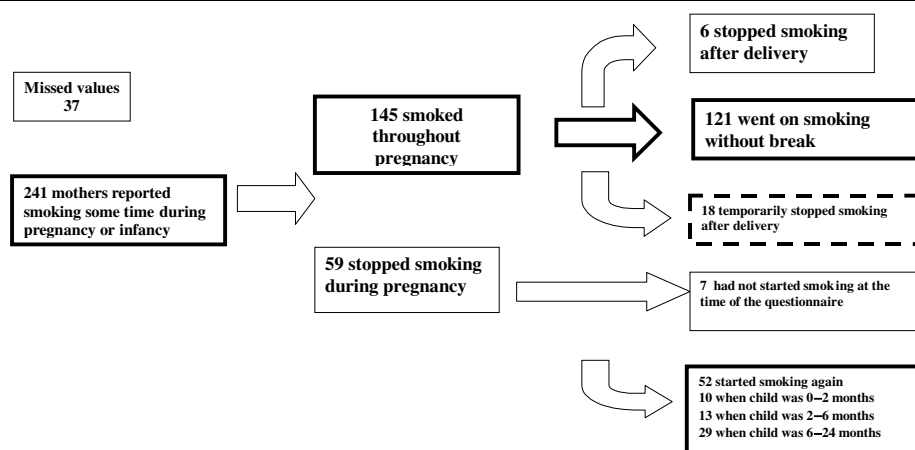 Missed values
37
241 mothers reported
smoking some time during
pregnancy or infancy
145 smoked
throughout
pregnancy
59 stopped smoking
during pregnancy
6 stopped smoking
after delivery
121 went on smoking
without break
18 temporarily stopped smoking
after delivery
7 had not started smoking at the
time of the questionnaire
52 started smoking again
10 when child was 0–2 months
13 when child was 2–6 months
29 when child was 6–24 months